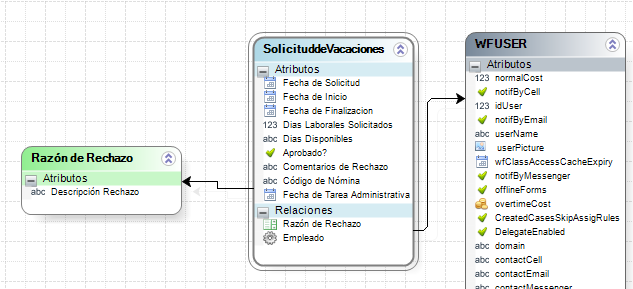 Razón de Rechazo
Atributos
abc Descripción Rechazo
SolicituddeVacaciones
Atributos
Fecha de Solicitud
Fecha de Inicio
Fecha de Finalizacion
123 Dias Laborales Solicitados
abc Días Disponibles
Aprobado?
abc Comentarios de Rechazo
abc Código de Nómina
Fecha de Tarea Administrativa
Relaciones
Razón de Rechazo
Empleado
WFUSER
Atributos
123 normalCost
notifByCell
123 idUser
notifByEmail
abc userName
userPicture
wfClassAccessCacheExpiry
notifByMessenger
offlineForms
overtimeCost
CreatedCasesSkipAssigRules
DelegateEnabled
abc domain
abc contactCell
abc contactEmail
abc contactMessenger